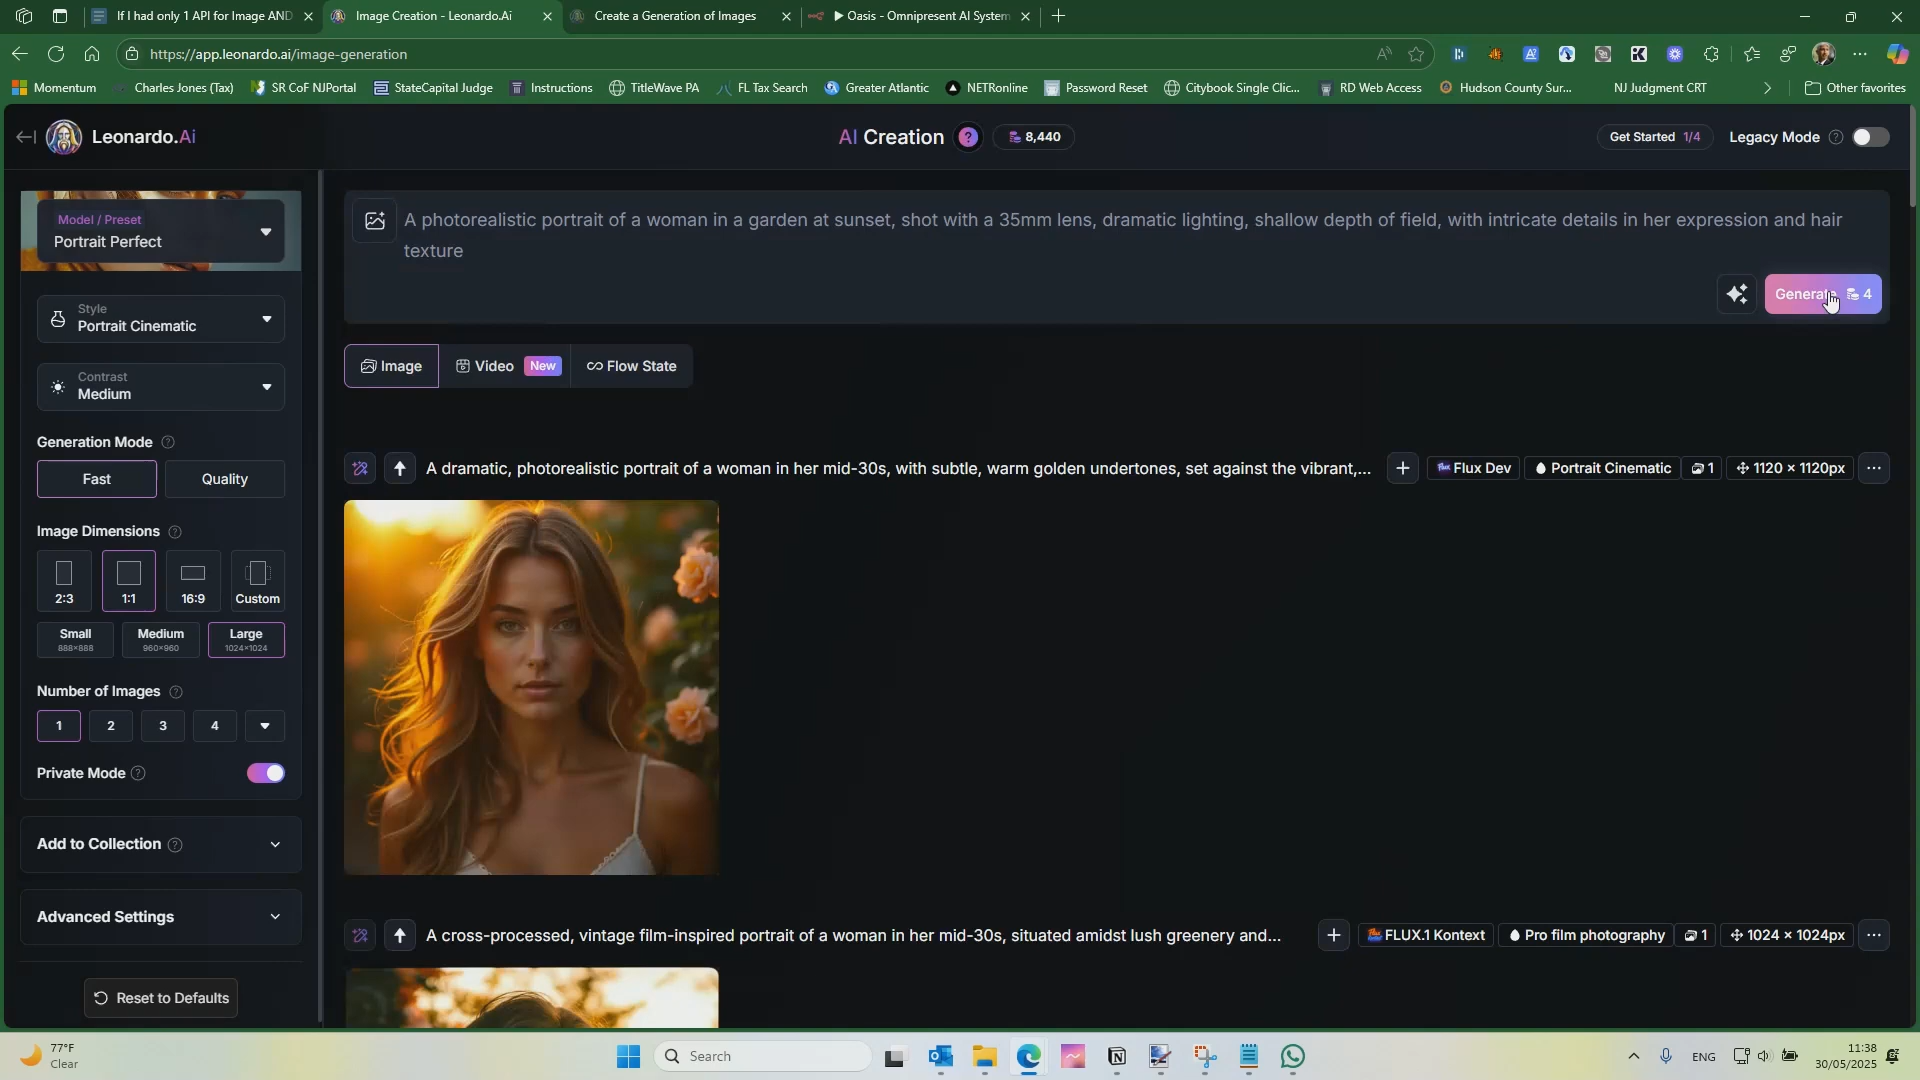 If I had only 1 API for Image AND
Image Creation - Leonardo.Ai
Create a Generation of Images
Oasis - Omnipresent AI System
https://app.leonardo.ai/image-generation
Momentum
Charles Jones (Tax)
SR CoF NJPortal
StateCapital Judge
Instructions
TitleWave PA
FL Tax Search
Greater Atlantic
NETRonline
Password Reset
Citybook Single Clic...
RD Web Access
Hudson County Sur...
NJ Judgment CRT
Other favorites
Leonardo.Ai
AI Creation ? 8,440
Get Started 1/4
Legacy Mode ?
Model / Preset
Portrait Perfect
A photorealistic portrait of a woman in a garden at sunset, shot with a 35mm lens, dramatic lighting, shallow depth of field, with intricate details in her expression and hair
texture
Generate 4
Style
Portrait Cinematic
Image
Video New
Flow State
Contrast
Medium
Generation Mode ?
Fast
Quality
A dramatic, photorealistic portrait of a woman in her mid-30s, with subtle, warm golden undertones, set against the vibrant,...
Flux Dev
Portrait Cinematic
1
1120 × 1120px
Image Dimensions ?
2:3
1:1
16:9
Custom
Small
888×888
Medium
960×960
Large
1024×1024
Number of Images ?
1
2
3
4
Private Mode ?
Add to Collection ?
Advanced Settings
A cross-processed, vintage film-inspired portrait of a woman in her mid-30s, situated amidst lush greenery and...
FLUX.1 Kontext
Pro film photography
1
1024 × 1024px
Reset to Defaults
77°F
Clear
Search
ENG
11:38
30/05/2025